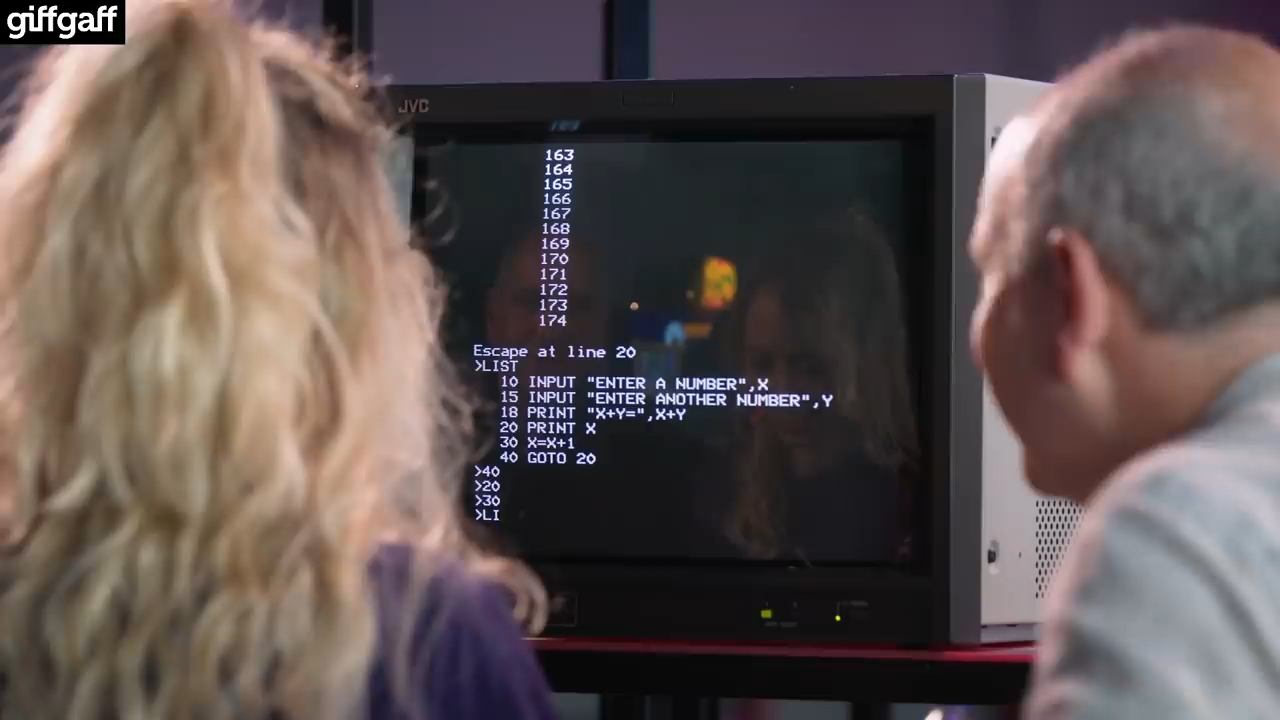 giffgaff
JVC
163
164
165
166
167
168
169
170
171
172
173
174
Escape at line 20
>LIST
10 INPUT "ENTER A NUMBER",X
15 INPUT "ENTER ANOTHER NUMBER",Y
18 PRINT "X+Y=",X+Y
20 PRINT X
30 X=X+1
40 GOTO 20
>40
>20
>30
>LI